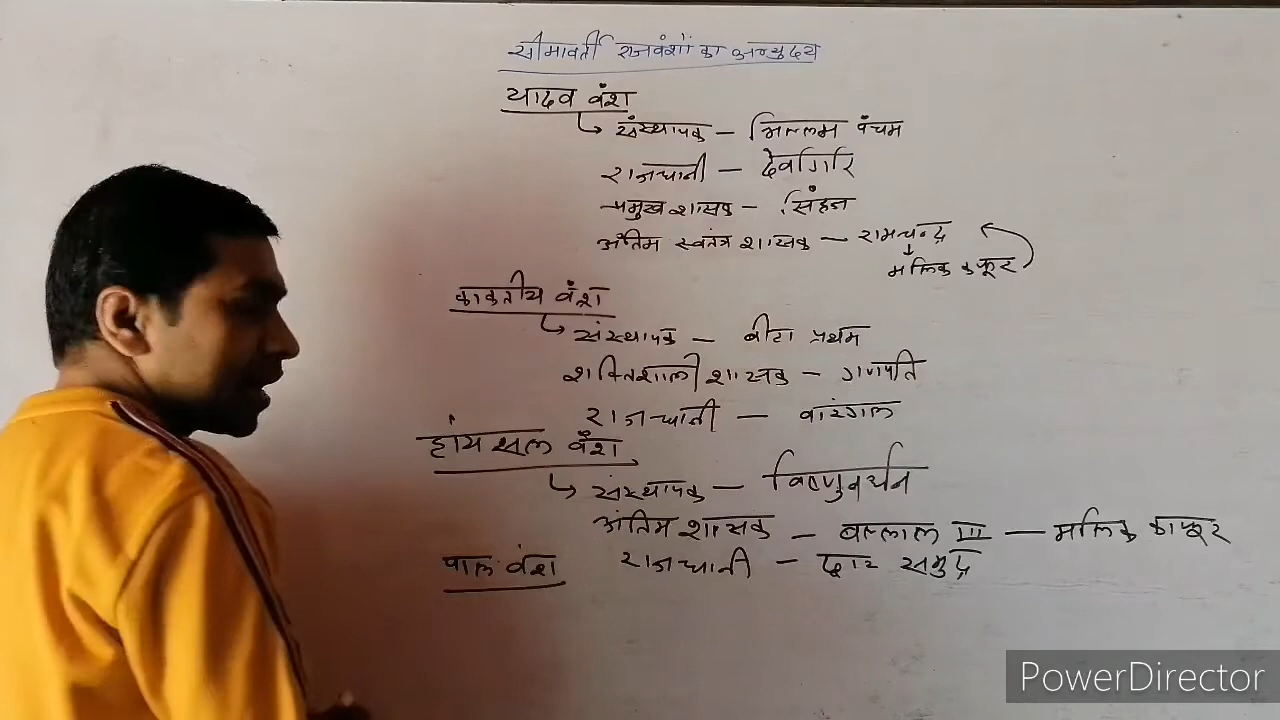 सीमावर्ती राजवंशों का अभ्युदय
यादव वंश
संस्थापक – भिल्लम पंचम
राजधानी – देवगिरि
प्रमुख शासक – सिंहन
अंतिम स्वतंत्र शासक – रामचन्द्र
मलिक कफूर
काकतीय वंश
संस्थापक – बीटा प्रथम
शक्तिशाली शासक – गणपति
राजधानी – वारंगल
होयसल वंश
संस्थापक – विष्णुवर्धन
अंतिम शासक – बल्लाल III – मलिक काफूर
राजधानी – द्वार समुद्र
पाल वंश
PowerDirector